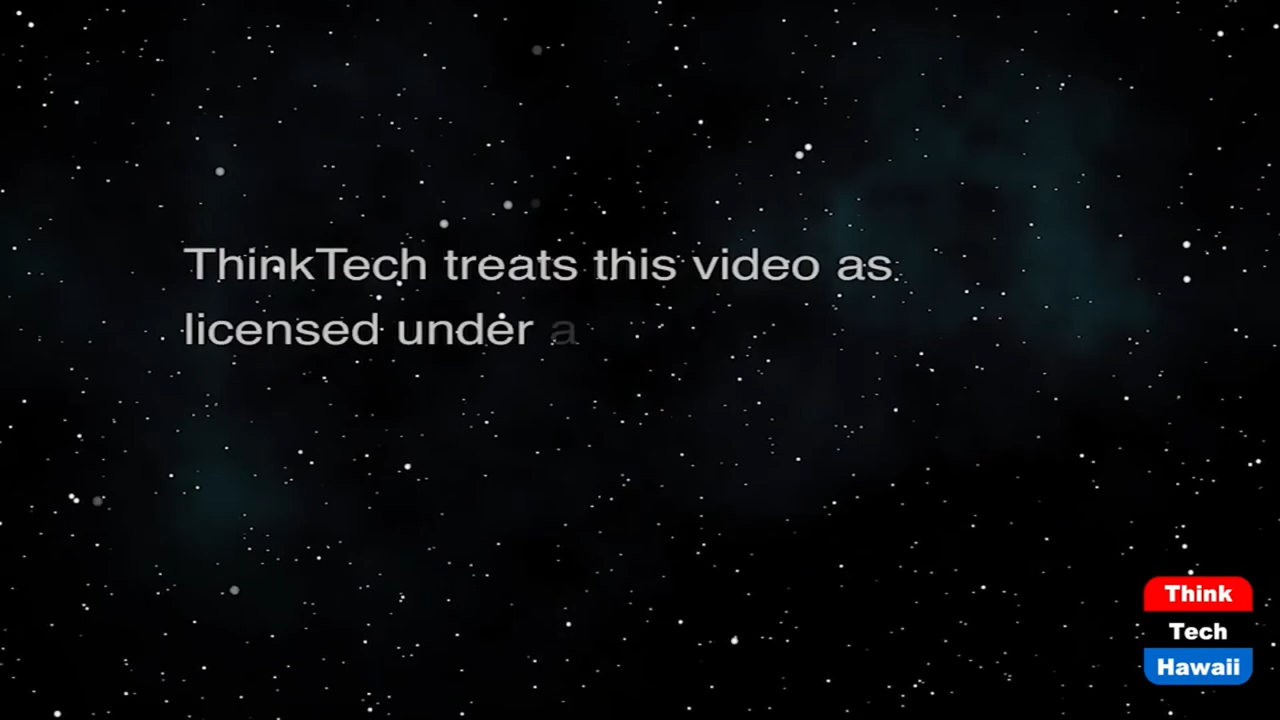 ThinkTech treats this video as
licensed under a
Think
Tech
Hawaii